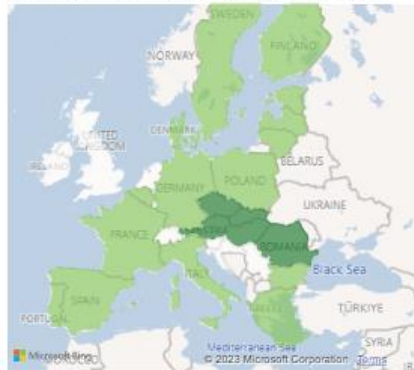 SWEDEN
FINLAND
NORWAY
UNITED
KINGDOM
DENMARK
IRELAND
BELARUS
POLAND
GERMANY
UKRAINE
FRANCE
ROMANIA
Black Sea
ITALY
SPAIN
PORTUGAL
TÜRKIYE
SYRIA
Mediterranean Sea
Microsoft Bing
© 2023 Microsoft Corporation Terms